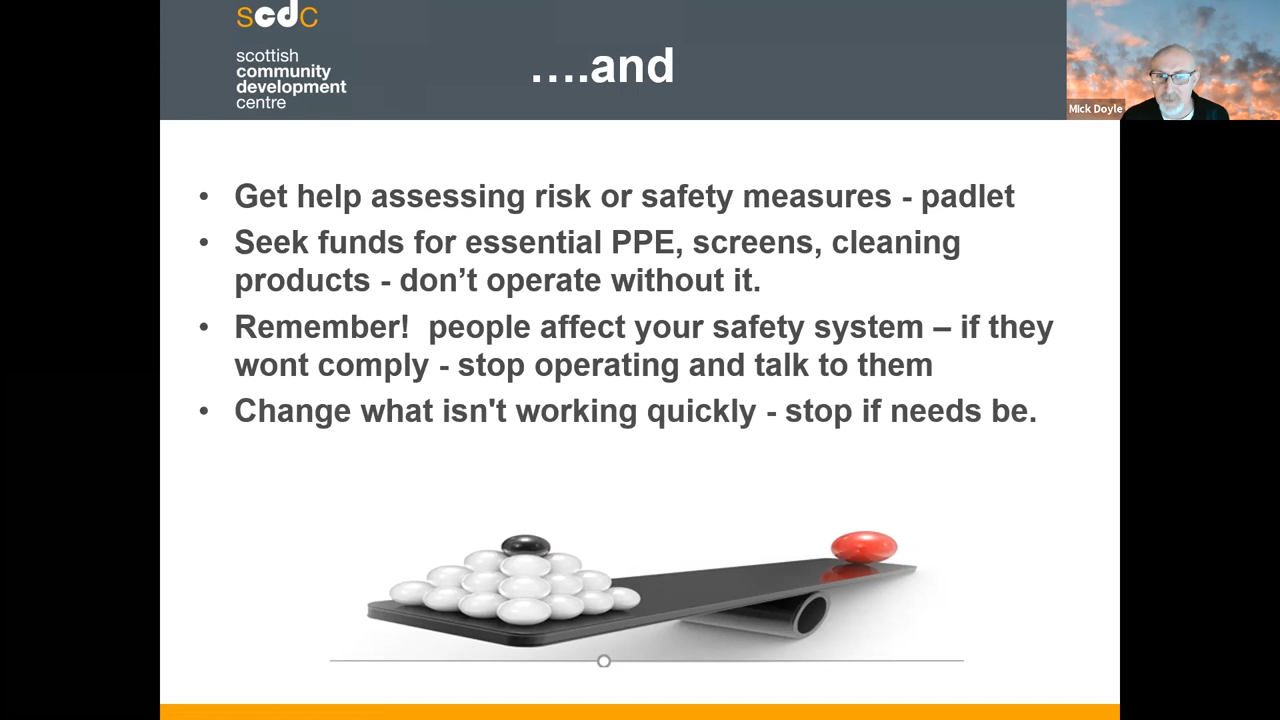 scdc
scottish
community
development
centre
….and
Mick Doyle
• Get help assessing risk or safety measures - padlet
• Seek funds for essential PPE, screens, cleaning
products - don’t operate without it.
• Remember!  people affect your safety system – if they
wont comply - stop operating and talk to them
• Change what isn't working quickly - stop if needs be.